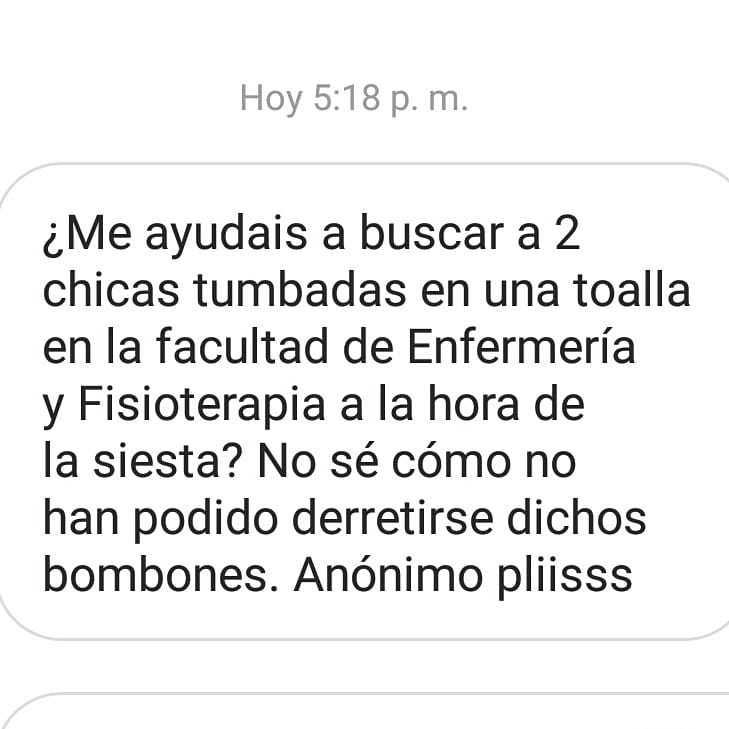 Hoy 5:18 p. m.
¿Me ayudais a buscar a 2
chicas tumbadas en una toalla
en la facultad de Enfermería
y Fisioterapia a la hora de
la siesta? No sé cómo no
han podido derretirse dichos
bombones. Anónimo pliisss